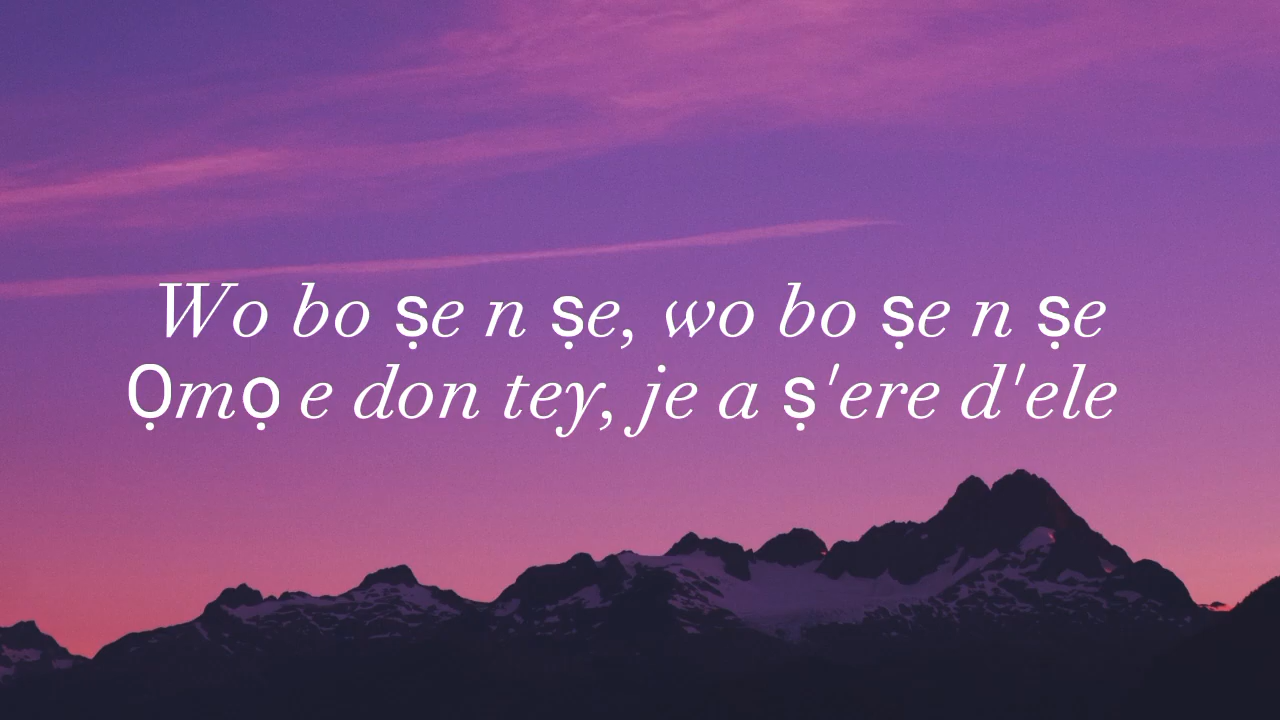 Wo bo ṣe n ṣe, wo bo ṣe n ṣe
Ọmọ e don tey, je a ṣ'ere d'ele